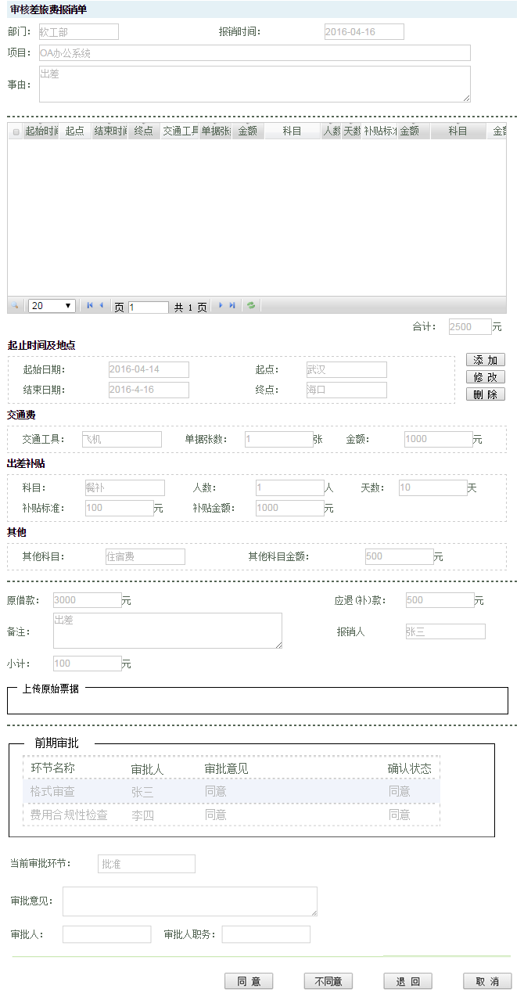 审核差旅费报销单
部门： 软工部 报销时间： 2016-04-16
项目： OA办公系统
事由： 出差
起始时间 起点 结束时间 终点 交通工具 单据张 金额 科目 人数 天数 补贴标准 金额 科目 金额
20 页 1 共 1 页
合计： 2500 元
起止时间及地点
起始日期： 2016-04-14 起点： 武汉 添 加
结束日期： 2016-4-16 终点： 海口 修 改
删 除
交通费
交通工具： 飞机 单据张数： 1 张 金额： 1000 元
出差补贴
科目： 餐补 人数： 1 人 天数： 10 天
补贴标准： 100 元 补贴金额： 1000 元
其他
其他科目： 住宿费 其他科目金额： 500 元
原借款： 3000 元 应退(补)款： 500 元
备注： 出差 报销人 张三
小计： 100 元
上传原始票据
前期审批
环节名称 审批人 审批意见 确认状态
格式审查 张三 同意 同意
费用合规性检查 李四 同意 同意
当前审批环节： 批准
审批意见：
审批人： 审批人职务：
同 意 不同意 退 回 取 消